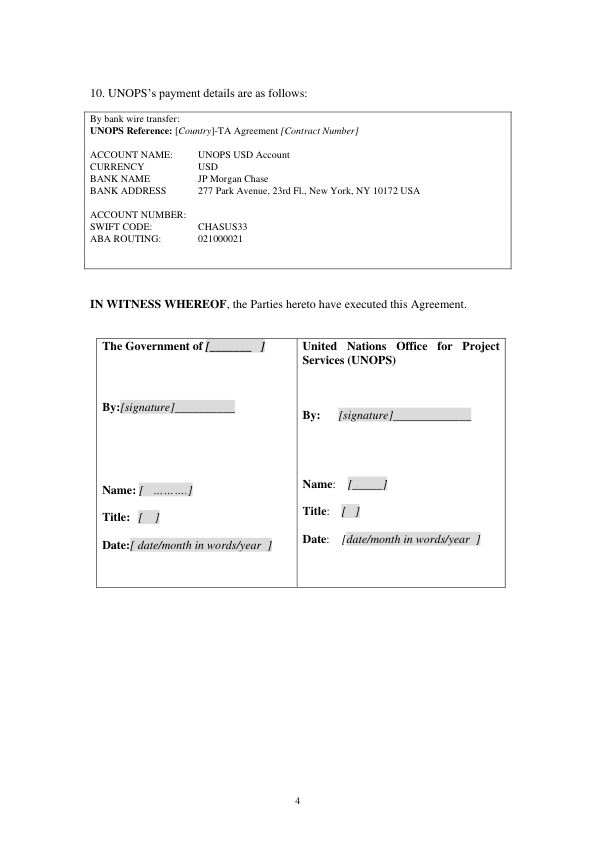 10. UNOPS's payment details are as follows:
By bank wire transfer:
UNOPS Reference: [Country]-TA Agreement [Contract Number]
ACCOUNT NAME: UNOPS USD Account
CURRENCY USD
BANK NAME JP Morgan Chase
BANK ADDRESS 277 Park Avenue, 23rd Fl., New York, NY 10172 USA
ACCOUNT NUMBER:
SWIFT CODE: CHASUS33
ABA ROUTING: 021000021
IN WITNESS WHEREOF, the Parties hereto have executed this Agreement.
The Government of [_______ ]
By:[signature]__________
Name: [ ……….]
Title: [ ]
Date:[ date/month in words/year ]
United Nations Office for Project
Services (UNOPS)
By: [signature]_____________
Name: [_____]
Title: [ ]
Date: [date/month in words/year ]
4